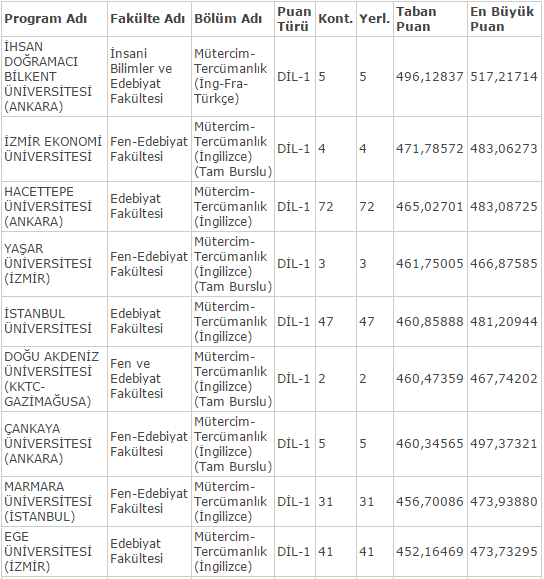 Program Adı Fakülte Adı Bölüm Adı Puan Türü Kont. Yerl. Taban Puan En Büyük Puan
İHSAN DOĞRAMACI BİLKENT ÜNİVERSİTESİ (ANKARA) İnsani Bilimler ve Edebiyat Fakültesi Mütercim-Tercümanlık (İng-Fra-Türkçe) DİL-1 5 5 496,12837 517,21714
İZMİR EKONOMİ ÜNİVERSİTESİ Fen-Edebiyat Fakültesi Mütercim-Tercümanlık (İngilizce) (Tam Burslu) DİL-1 4 4 471,78572 483,06273
HACETTEPE ÜNİVERSİTESİ (ANKARA) Edebiyat Fakültesi Mütercim-Tercümanlık (İngilizce) DİL-1 72 72 465,02701 483,08725
YAŞAR ÜNİVERSİTESİ (İZMİR) Fen-Edebiyat Fakültesi Mütercim-Tercümanlık (İngilizce) (Tam Burslu) DİL-1 3 3 461,75005 466,87585
İSTANBUL ÜNİVERSİTESİ Edebiyat Fakültesi Mütercim-Tercümanlık (İngilizce) DİL-1 47 47 460,85888 481,20944
DOĞU AKDENİZ ÜNİVERSİTESİ (KKTC-GAZİMAĞUSA) Fen ve Edebiyat Fakültesi Mütercim-Tercümanlık (İngilizce) (Tam Burslu) DİL-1 2 2 460,47359 467,74202
ÇANKAYA ÜNİVERSİTESİ (ANKARA) Fen-Edebiyat Fakültesi Mütercim-Tercümanlık (İngilizce) (Tam Burslu) DİL-1 5 5 460,34565 497,37321
MARMARA ÜNİVERSİTESİ (İSTANBUL) Fen-Edebiyat Fakültesi Mütercim-Tercümanlık (İngilizce) DİL-1 31 31 456,70086 473,93880
EGE ÜNİVERSİTESİ (İZMİR) Edebiyat Fakültesi Mütercim-Tercümanlık (İngilizce) DİL-1 41 41 452,16469 473,73295